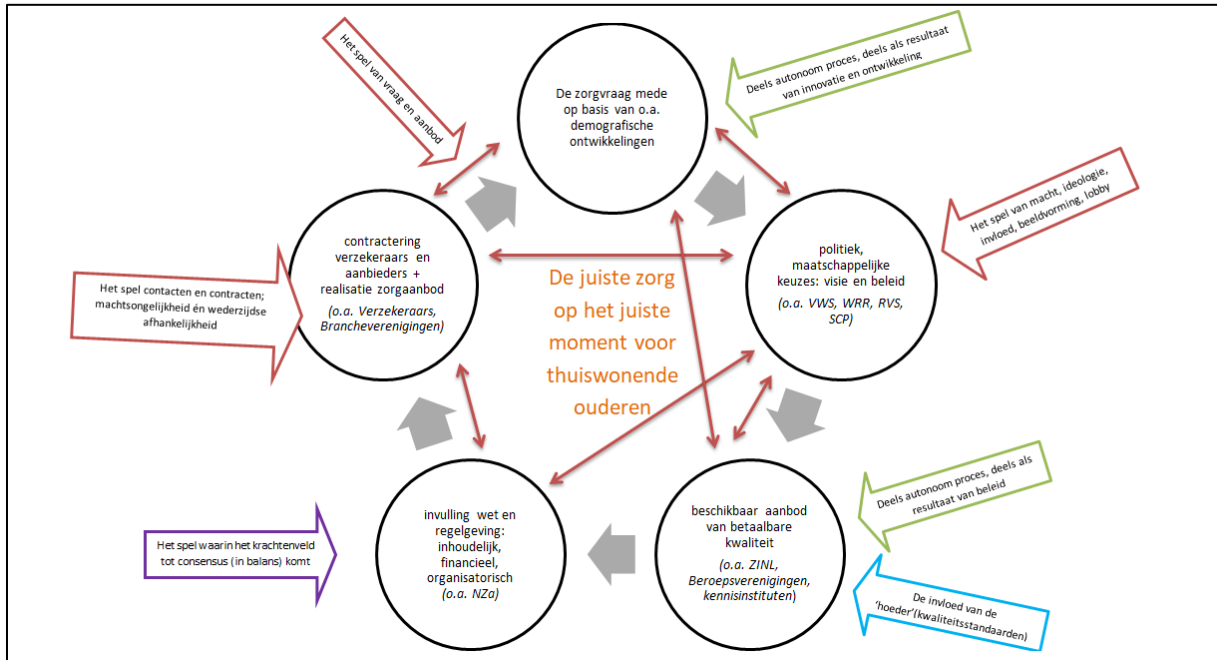 Het spel van vraag en
aanbod
De zorgvraag mede
op basis van o.a.
demografische
ontwikkelingen
Deels autonoom proces, deels als resultaat
van innovatie en ontwikkeling
contractering
verzekeraars en
aanbieders +
realisatie zorgaanbod
(o.a. Verzekeraars,
Brancheverenigingen)
De juiste zorg
op het juiste
moment voor
thuiswonende
ouderen
politiek,
maatschappelijke
keuzes: visie en beleid
(o.a. VWS, WRR, RVS,
SCP)
Het spel van macht, ideologie,
invloed, beeldvorming, lobby
Het spel contacten en contracten;
machtsongelijkheid én wederzijdse
afhankelijkheid
Het spel waarin het krachtenveld
tot consensus (in balans) komt
invulling wet en
regelgeving:
inhoudelijk,
financieel,
organisatorisch
(o.a. NZa)
beschikbaar aanbod
van betaalbare
kwaliteit
(o.a. ZINL,
Beroepsverenigingen,
kennisinstituten)
Deels autonoom proces, deels als
resultaat van beleid
De invloed van de
‘hoeder’(kwaliteitsstandaarden)